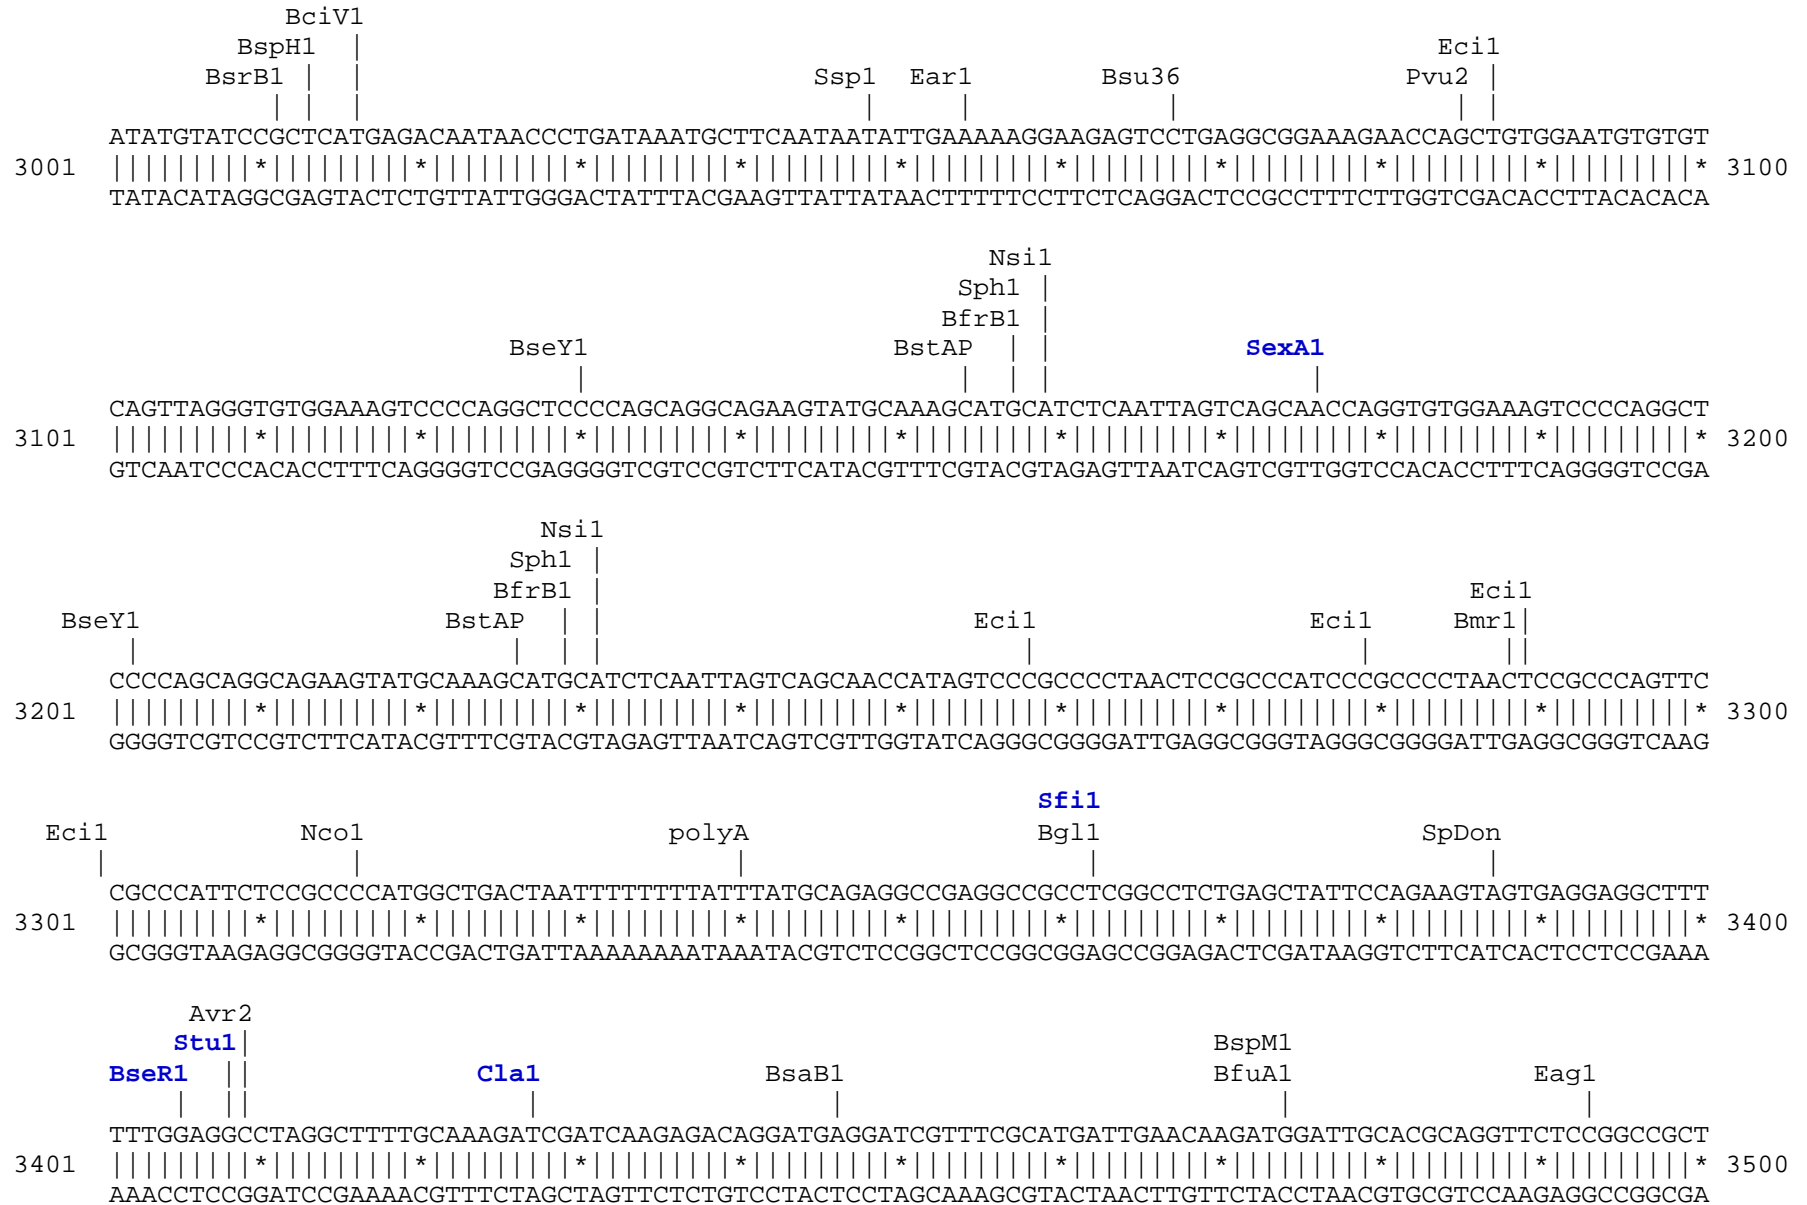 BciV1
BspH1 | Eci1
BsrB1 | | Ssp1 Ear1 Bsu36 Pvu2 |
| | | | | | | |
ATATGTATCCGCTCATGAGACAATAACCCTGATAAATGCTTCAATAATATTGAAAAAGGAAGAGTCCTGAGGCGGAAAGAACCAGCTGTGGAATGTGTGT
3001 |||||||||*|||||||||*|||||||||*|||||||||*|||||||||*|||||||||*|||||||||*|||||||||*|||||||||*|||||||||* 3100
TATACATAGGCGAGTACTCTGTTATTGGGACTATTTACGAAGTTATTATAACTTTTTCCTTCTCAGGACTCCGCCTTTCTTGGTCGACACCTTACACACA
Nsi1
Sph1 |
BfrB1 |
BseY1 BstAP | | SexA1
| | | | |
CAGTTAGGGTGTGGAAAGTCCCCAGGCTCCCCAGCAGGCAGAAGTATGCAAAGCATGCATCTCAATTAGTCAGCAACCAGGTGTGGAAAGTCCCCAGGCT
3101 |||||||||*|||||||||*|||||||||*|||||||||*|||||||||*|||||||||*|||||||||*|||||||||*|||||||||*|||||||||* 3200
GTCAATCCCACACCTTTCAGGGGTCCGAGGGGTCGTCCGTCTTCATACGTTTCGTACGTAGAGTTAATCAGTCGTTGGTCCACACCTTTCAGGGGTCCGA
Nsi1
Sph1 |
BfrB1 | Eci1
BseY1 BstAP | | Eci1 Eci1 Bmr1|
| | | | | | ||
CCCCAGCAGGCAGAAGTATGCAAAGCATGCATCTCAATTAGTCAGCAACCATAGTCCCGCCCCTAACTCCGCCCATCCCGCCCCTAACTCCGCCCAGTTC
3201 |||||||||*|||||||||*|||||||||*|||||||||*|||||||||*|||||||||*|||||||||*|||||||||*|||||||||*|||||||||* 3300
GGGGTCGTCCGTCTTCATACGTTTCGTACGTAGAGTTAATCAGTCGTTGGTATCAGGGCGGGGATTGAGGCGGGTAGGGCGGGGATTGAGGCGGGTCAAG
Sfi1
Eci1 Nco1 polyA Bgl1 SpDon
| | | | |
CGCCCATTCTCCGCCCCATGGCTGACTAATTTTTTTTATTTATGCAGAGGCCGAGGCCGCCTCGGCCTCTGAGCTATTCCAGAAGTAGTGAGGAGGCTTT
3301 |||||||||*|||||||||*|||||||||*|||||||||*|||||||||*|||||||||*|||||||||*|||||||||*|||||||||*|||||||||* 3400
GCGGGTAAGAGGCGGGGTACCGACTGATTAAAAAAAATAAATACGTCTCCGGCTCCGGCGGAGCCGGAGACTCGATAAGGTCTTCATCACTCCTCCGAAA
Avr2
Stu1| BspM1
BseR1 || Cla1 BsaB1 BfuA1 Eag1
| || | | | |
TTTGGAGGCCTAGGCTTTTGCAAAGATCGATCAAGAGACAGGATGAGGATCGTTTCGCATGATTGAACAAGATGGATTGCACGCAGGTTCTCCGGCCGCT
3401 |||||||||*|||||||||*|||||||||*|||||||||*|||||||||*|||||||||*|||||||||*|||||||||*|||||||||*|||||||||* 3500
AAACCTCCGGATCCGAAAACGTTTCTAGCTAGTTCTCTGTCCTACTCCTAGCAAAGCGTACTAACTTGTTCTACCTAACGTGCGTCCAAGAGGCCGGCGA